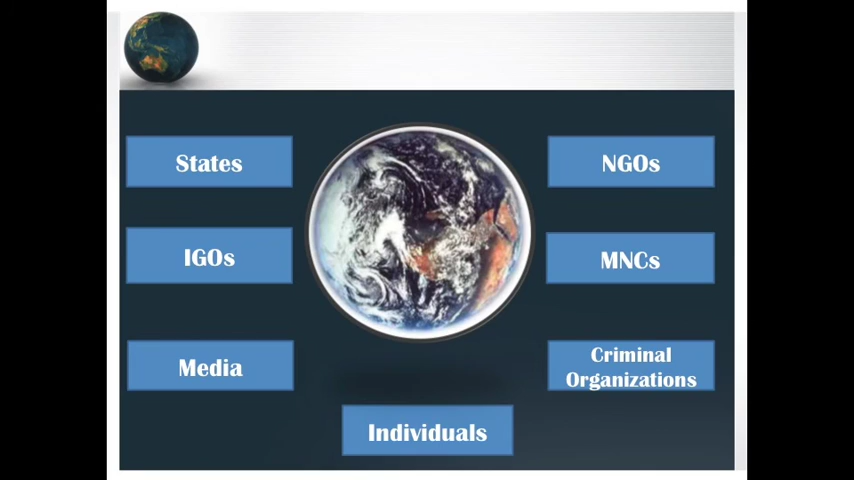 States
NGOs
IGOs
MNCs
Media
Criminal
Organizations
Individuals